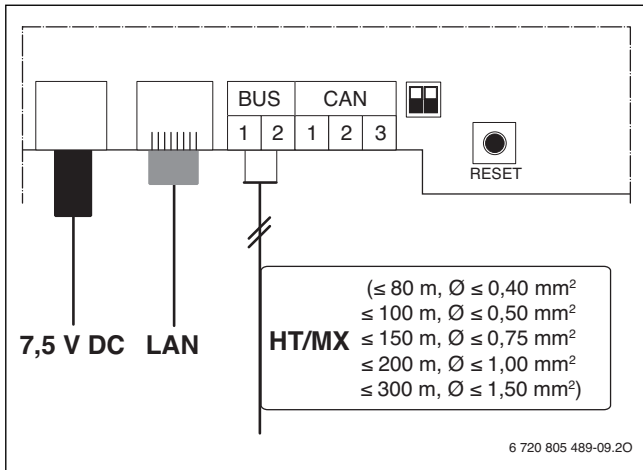 BUS CAN
1 2 1 2 3
RESET
7,5 V DC LAN
HT/MX
(≤ 80 m, Ø ≤ 0,40 mm²
≤ 100 m, Ø ≤ 0,50 mm²
≤ 150 m, Ø ≤ 0,75 mm²
≤ 200 m, Ø ≤ 1,00 mm²
≤ 300 m, Ø ≤ 1,50 mm²)
6 720 805 489-09.2O